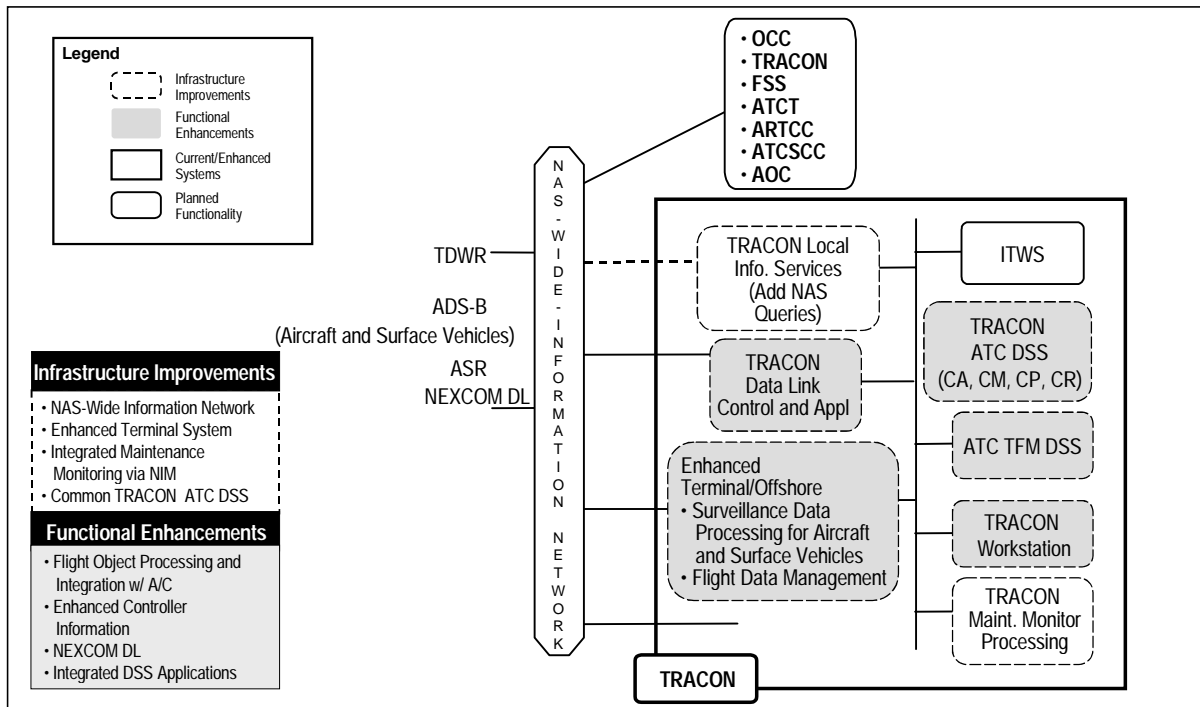 Legend
Infrastructure
Improvements
Functional
Enhancements
Current/Enhanced
Systems
Planned
Functionality
• OCC
• TRACON
• FSS
• ATCT
• ARTCC
• ATCSCC
• AOC
NAS-WIDE-INFORMATION NETWORK
TDWR
ADS-B
(Aircraft and Surface Vehicles)
ASR
NEXCOM DL
TRACON Local
Info. Services
(Add NAS
Queries)
TRACON
Data Link
Control and Appl
Enhanced
Terminal/Offshore
• Surveillance Data
Processing for Aircraft
and Surface Vehicles
• Flight Data Management
ITWS
TRACON
ATC DSS
(CA, CM, CP, CR)
ATC TFM DSS
TRACON
Workstation
TRACON
Maint. Monitor
Processing
TRACON
Infrastructure Improvements
• NAS-Wide Information Network
• Enhanced Terminal System
• Integrated Maintenance
Monitoring via NIM
• Common TRACON ATC DSS
Functional Enhancements
• Flight Object Processing and
Integration w/ A/C
• Enhanced Controller
Information
• NEXCOM DL
• Integrated DSS Applications